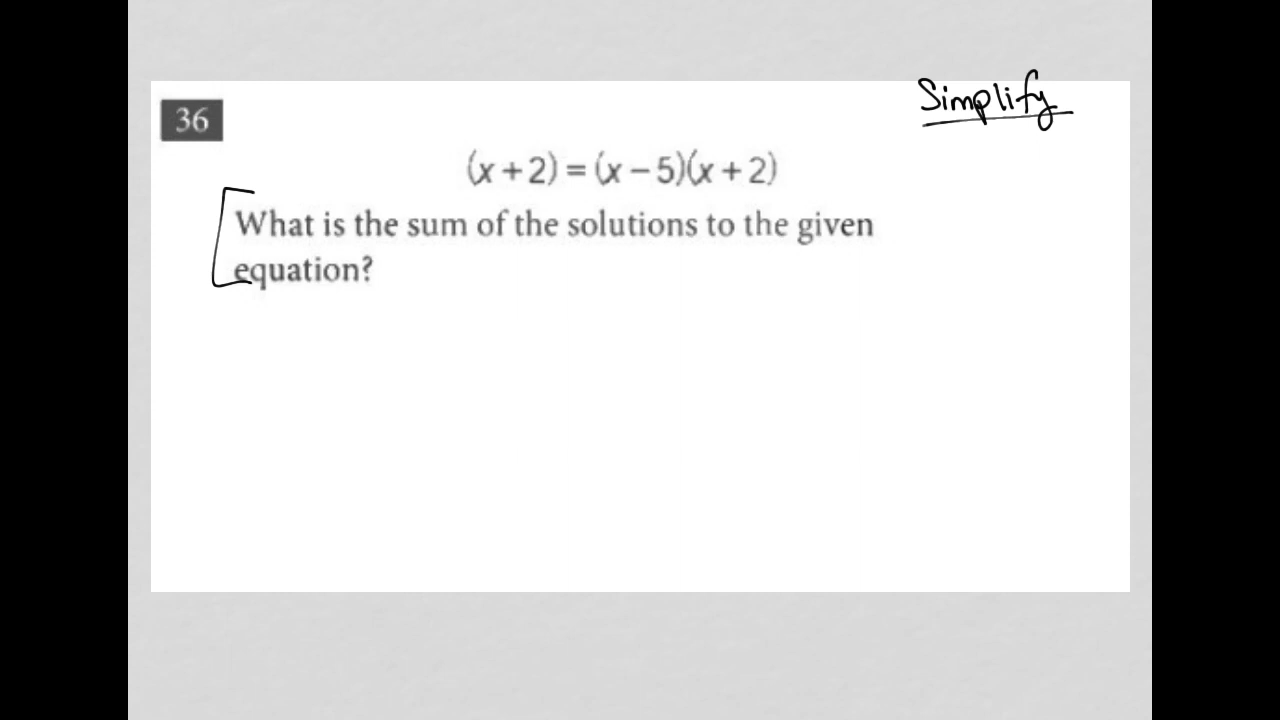 Simplify
36
(x + 2) = (x – 5)(x + 2)
What is the sum of the solutions to the given
equation?